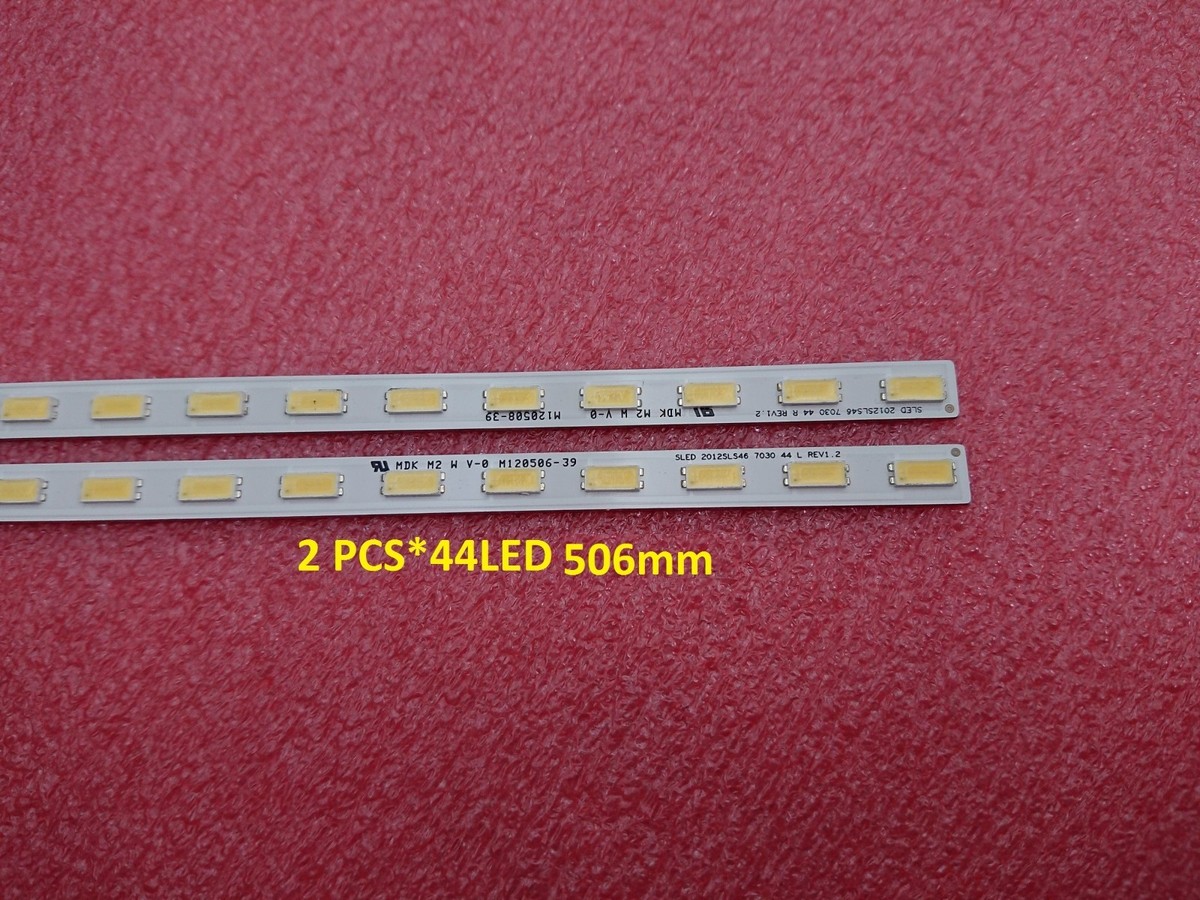 SLED 2012SLS46 7030 44 R REV1.2
MDK M2 W V-0 M120508-39
MDK M2 W V-0 M120506-39
SLED 2012SLS46 7030 44 L REV1.2
2 PCS*44LED 506mm